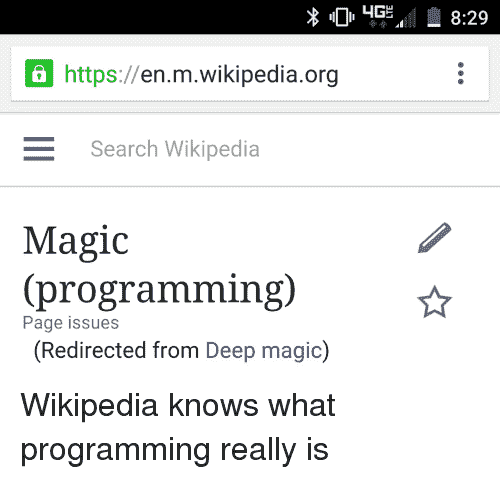 4G LTE 8:29
https://en.m.wikipedia.org
Search Wikipedia
Magic
(programming)
Page issues
(Redirected from Deep magic)
Wikipedia knows what
programming really is